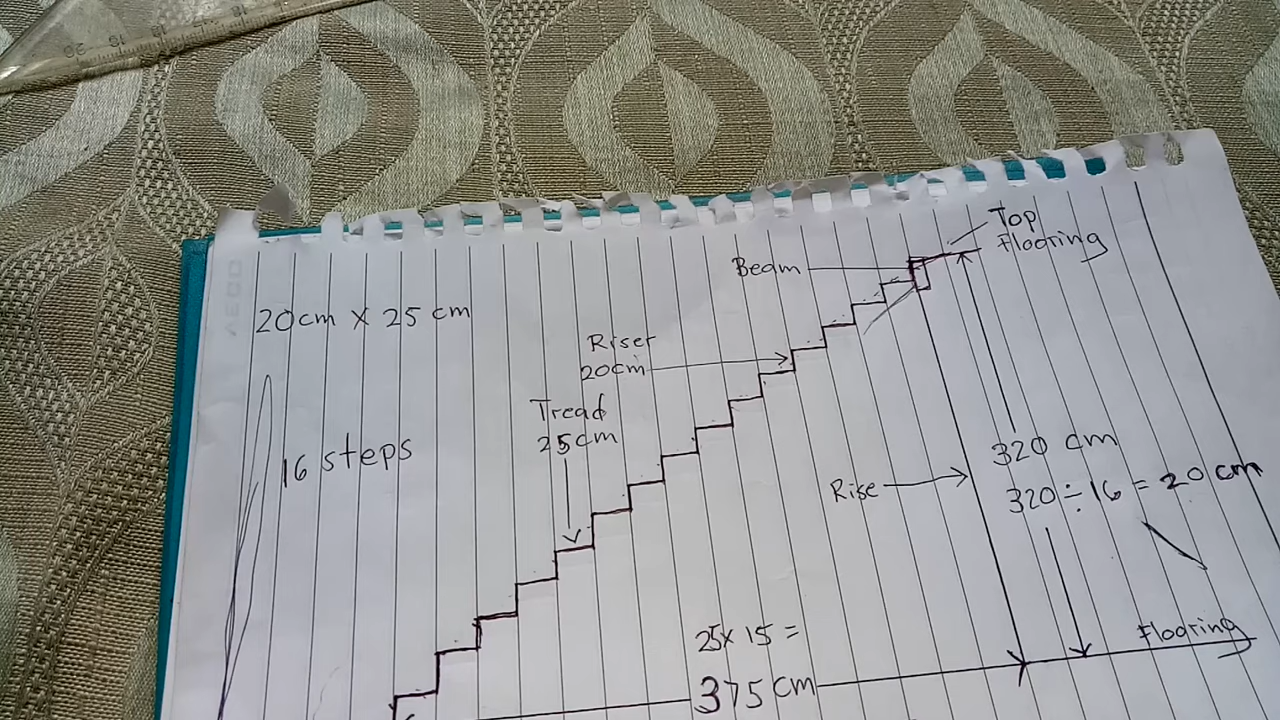 Top
Flooring
Beam
20cm x 25 cm
Riser
20cm
Tread
25cm
16 steps
320 cm
Rise
320 ÷ 16 = 20 cm
Flooring
25 x 15 =
375 cm